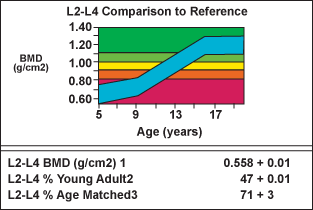 L2-L4 Comparison to Reference
1.40
1.20
1.00
0.80
0.60
BMD
(g/cm2)
5 9 13 17
Age (years)
L2-L4 BMD (g/cm2) 1 0.558 + 0.01
L2-L4 % Young Adult2 47 + 0.01
L2-L4 % Age Matched3 71 + 3